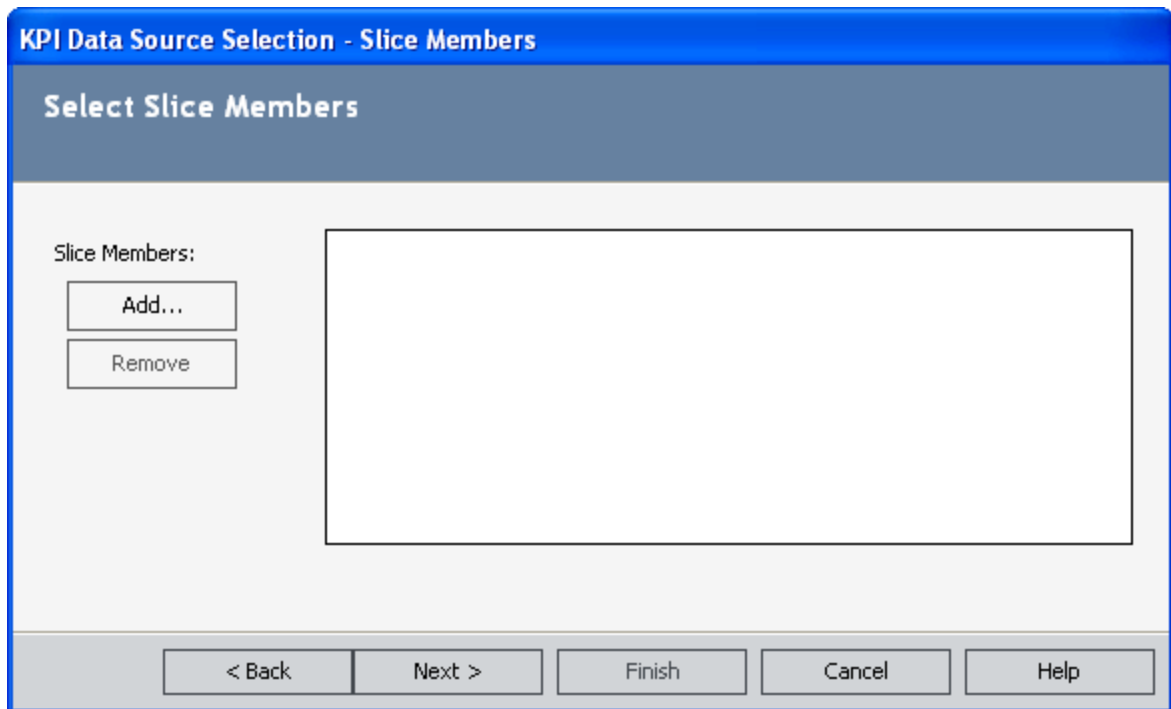 KPI Data Source Selection - Slice Members
Select Slice Members
Slice Members:
Add...
Remove
< Back Next > Finish Cancel Help